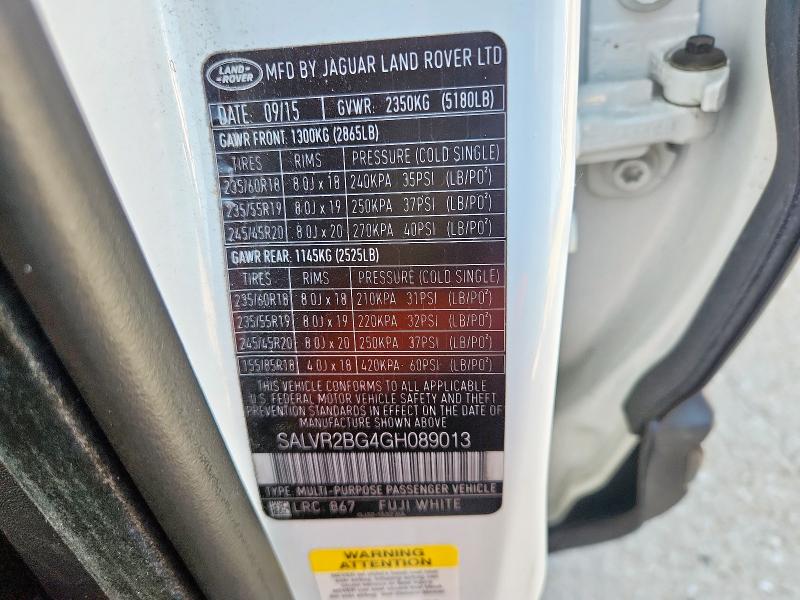 LAND-
ROVER
MFD BY JAGUAR LAND ROVER LTD
DATE: 09/15 GVWR: 2350KG (5180LB)
GAWR FRONT: 1300KG (2865LB)
TIRES RIMS PRESSURE (COLD SINGLE)
235/60R18 8.0J x 18 240KPA 35PSI (LB/PO²)
235/55R19 8.0J x 19 250KPA 37PSI (LB/PO²)
245/45R20 8.0J x 20 270KPA 40PSI (LB/PO²)
GAWR REAR: 1145KG (2525LB)
TIRES RIMS PRESSURE (COLD SINGLE)
235/60R18 8.0J x 18 210KPA 31PSI (LB/PO²)
235/55R19 8.0J x 19 220KPA 32PSI (LB/PO²)
245/45R20 8.0J x 20 250KPA 37PSI (LB/PO²)
155/85R18 4.0J x 18 420KPA 60PSI (LB/PO²)
THIS VEHICLE CONFORMS TO ALL APPLICABLE
U.S. FEDERAL MOTOR VEHICLE SAFETY AND THEFT
PREVENTION STANDARDS IN EFFECT ON THE DATE OF
MANUFACTURE SHOWN ABOVE
SALVR2BG4GH089013
TYPE: MULTI-PURPOSE PASSENGER VEHICLE
LRC 867 FUJI WHITE
WARNING
ATTENTION